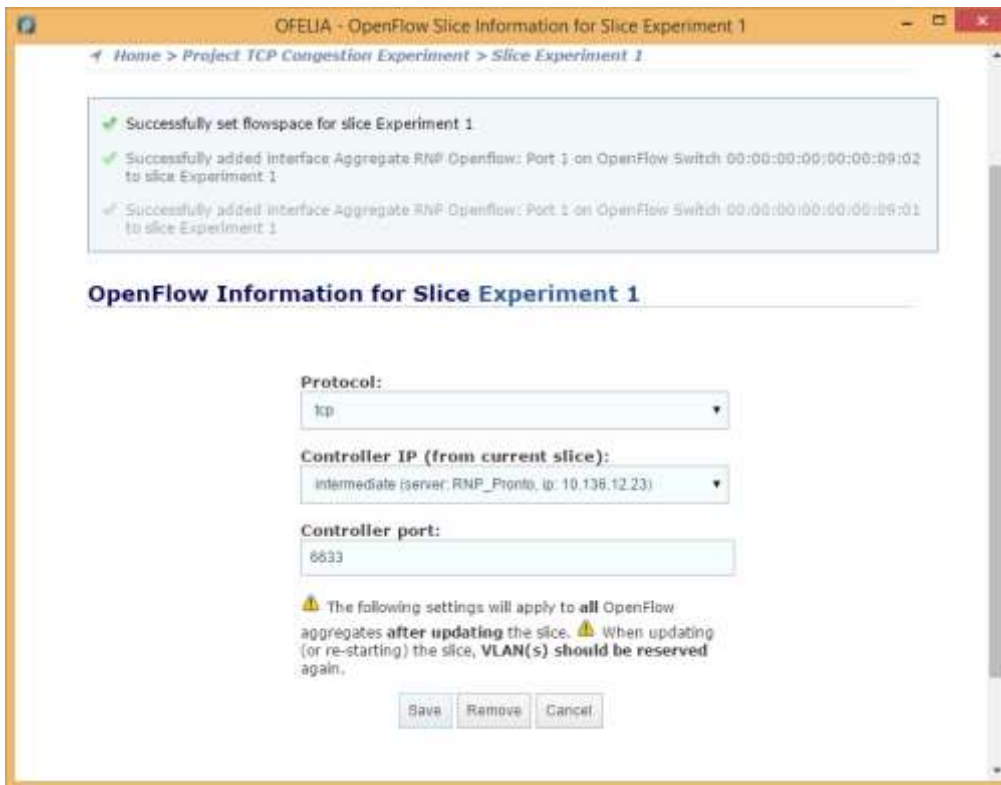 OFELIA - OpenFlow Slice Information for Slice Experiment 1
Home > Project TCP Congestion Experiment > Slice Experiment 1
Successfully set flowspace for slice Experiment 1
Successfully added interface Aggregate RNP Openflow: Port 1 on OpenFlow Switch 00:00:00:00:00:00:09:02
to slice Experiment 1
Successfully added interface Aggregate RNP Openflow: Port 1 on OpenFlow Switch 00:00:00:00:00:00:09:01
to slice Experiment 1
OpenFlow Information for Slice Experiment 1
Protocol:
tcp
Controller IP (from current slice):
intermediate (server: RNP_Pronto, ip: 10.136.12.23)
Controller port:
6633
The following settings will apply to all OpenFlow
aggregates after updating the slice. When updating
(or re-starting) the slice, VLAN(s) should be reserved
again.
Save Remove Cancel